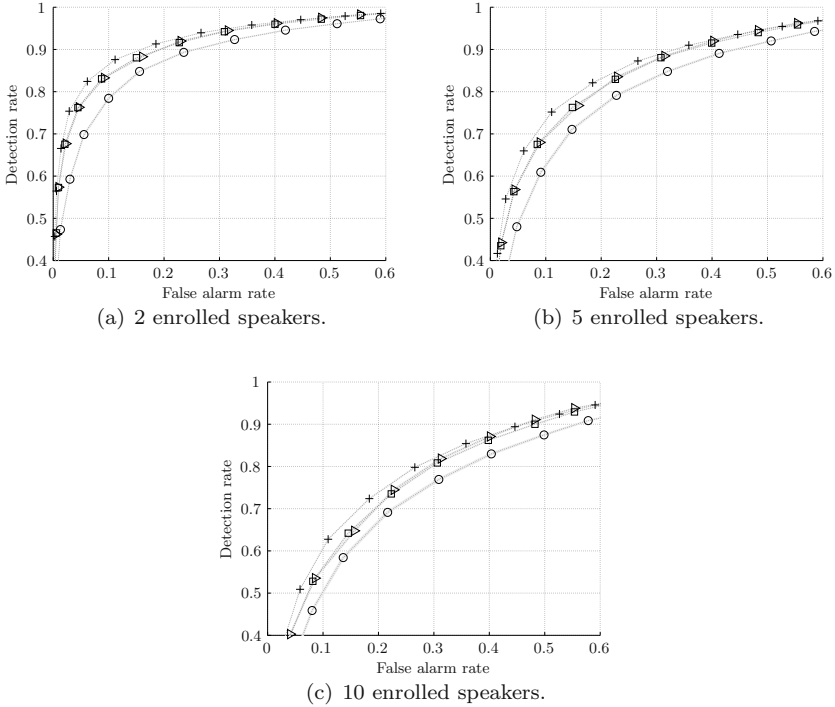 1
0.9
0.8
0.7
0.6
0.5
0.4
Detection rate
0 0.1 0.2 0.3 0.4 0.5 0.6
False alarm rate
(a) 2 enrolled speakers.
1
0.9
0.8
0.7
0.6
0.5
0.4
Detection rate
0 0.1 0.2 0.3 0.4 0.5 0.6
False alarm rate
(b) 5 enrolled speakers.
1
0.9
0.8
0.7
0.6
0.5
0.4
Detection rate
0 0.1 0.2 0.3 0.4 0.5 0.6
False alarm rate
(c) 10 enrolled speakers.